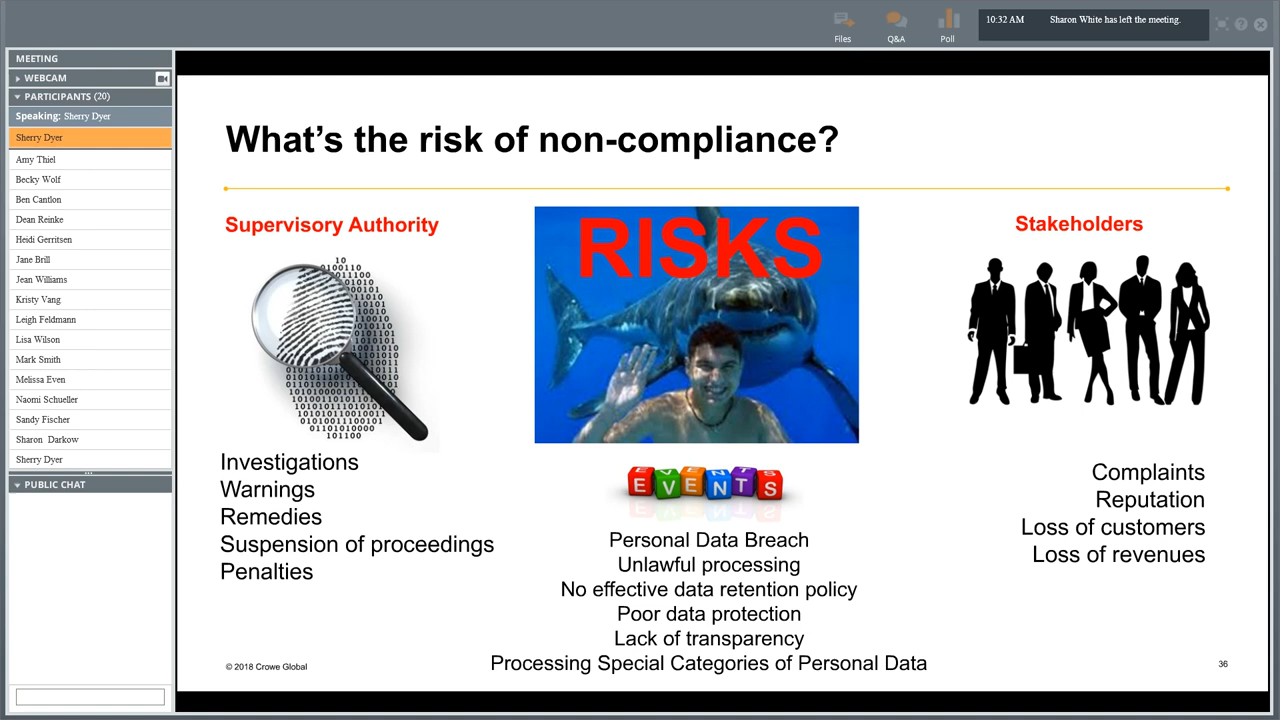 Files
Q&A
Poll
10:32 AM Sharon White has left the meeting.
MEETING
WEBCAM
PARTICIPANTS (20)
Speaking: Sherry Dyer
Sherry Dyer
Amy Thiel
Becky Wolf
Ben Cantlon
Dean Reinke
Heidi Gerritsen
Jane Brill
Jean Williams
Kristy Vang
Leigh Feldmann
Lisa Wilson
Mark Smith
Melissa Even
Naomi Schueller
Sandy Fischer
Sharon Darkow
Sherry Dyer
PUBLIC CHAT
What's the risk of non-compliance?
Supervisory Authority
Investigations
Warnings
Remedies
Suspension of proceedings
Penalties
RISKS
EVENTS
Personal Data Breach
Unlawful processing
No effective data retention policy
Poor data protection
Lack of transparency
Processing Special Categories of Personal Data
Stakeholders
Complaints
Reputation
Loss of customers
Loss of revenues
© 2018 Crowe Global
36